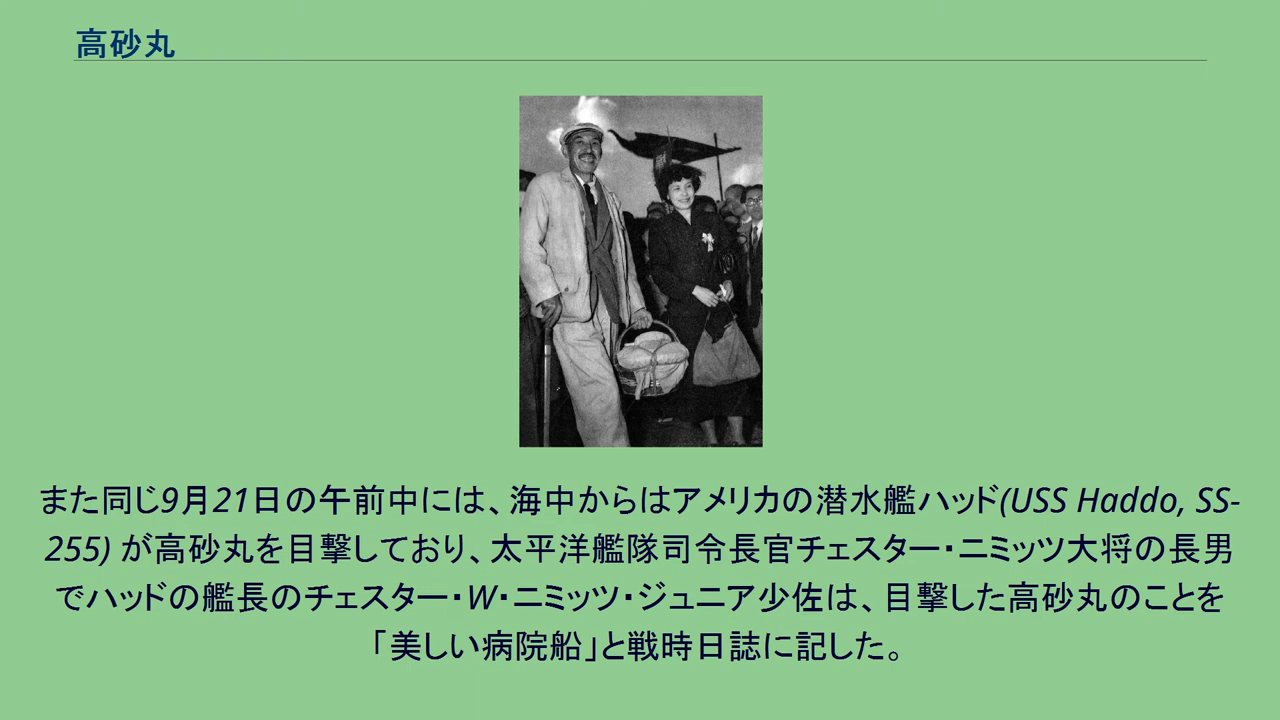 高砂丸
また同じ9月21日の午前中には、海中からはアメリカの潜水艦ハッド(USS Haddo, SS-
255) が高砂丸を目撃しており、太平洋艦隊司令長官チェスター・ニミッツ大将の長男
でハッドの艦長のチェスター・W・ニミッツ・ジュニア少佐は、目撃した高砂丸のことを
「美しい病院船」と戦時日誌に記した。